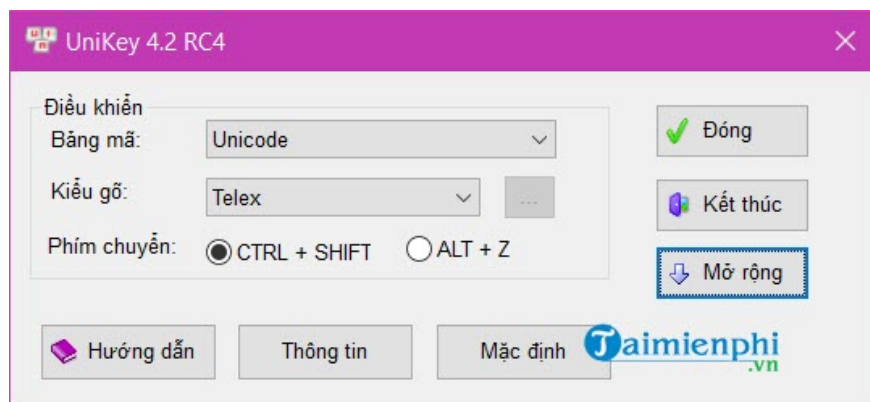 UniKey 4.2 RC4
Điều khiển
Bảng mã:
Unicode
Đóng
Kiểu gõ:
Telex
...
Kết thúc
Phím chuyển:
CTRL + SHIFT
ALT + Z
Mở rộng
Hướng dẫn
Thông tin
Mặc định
Taimienphi
.vn